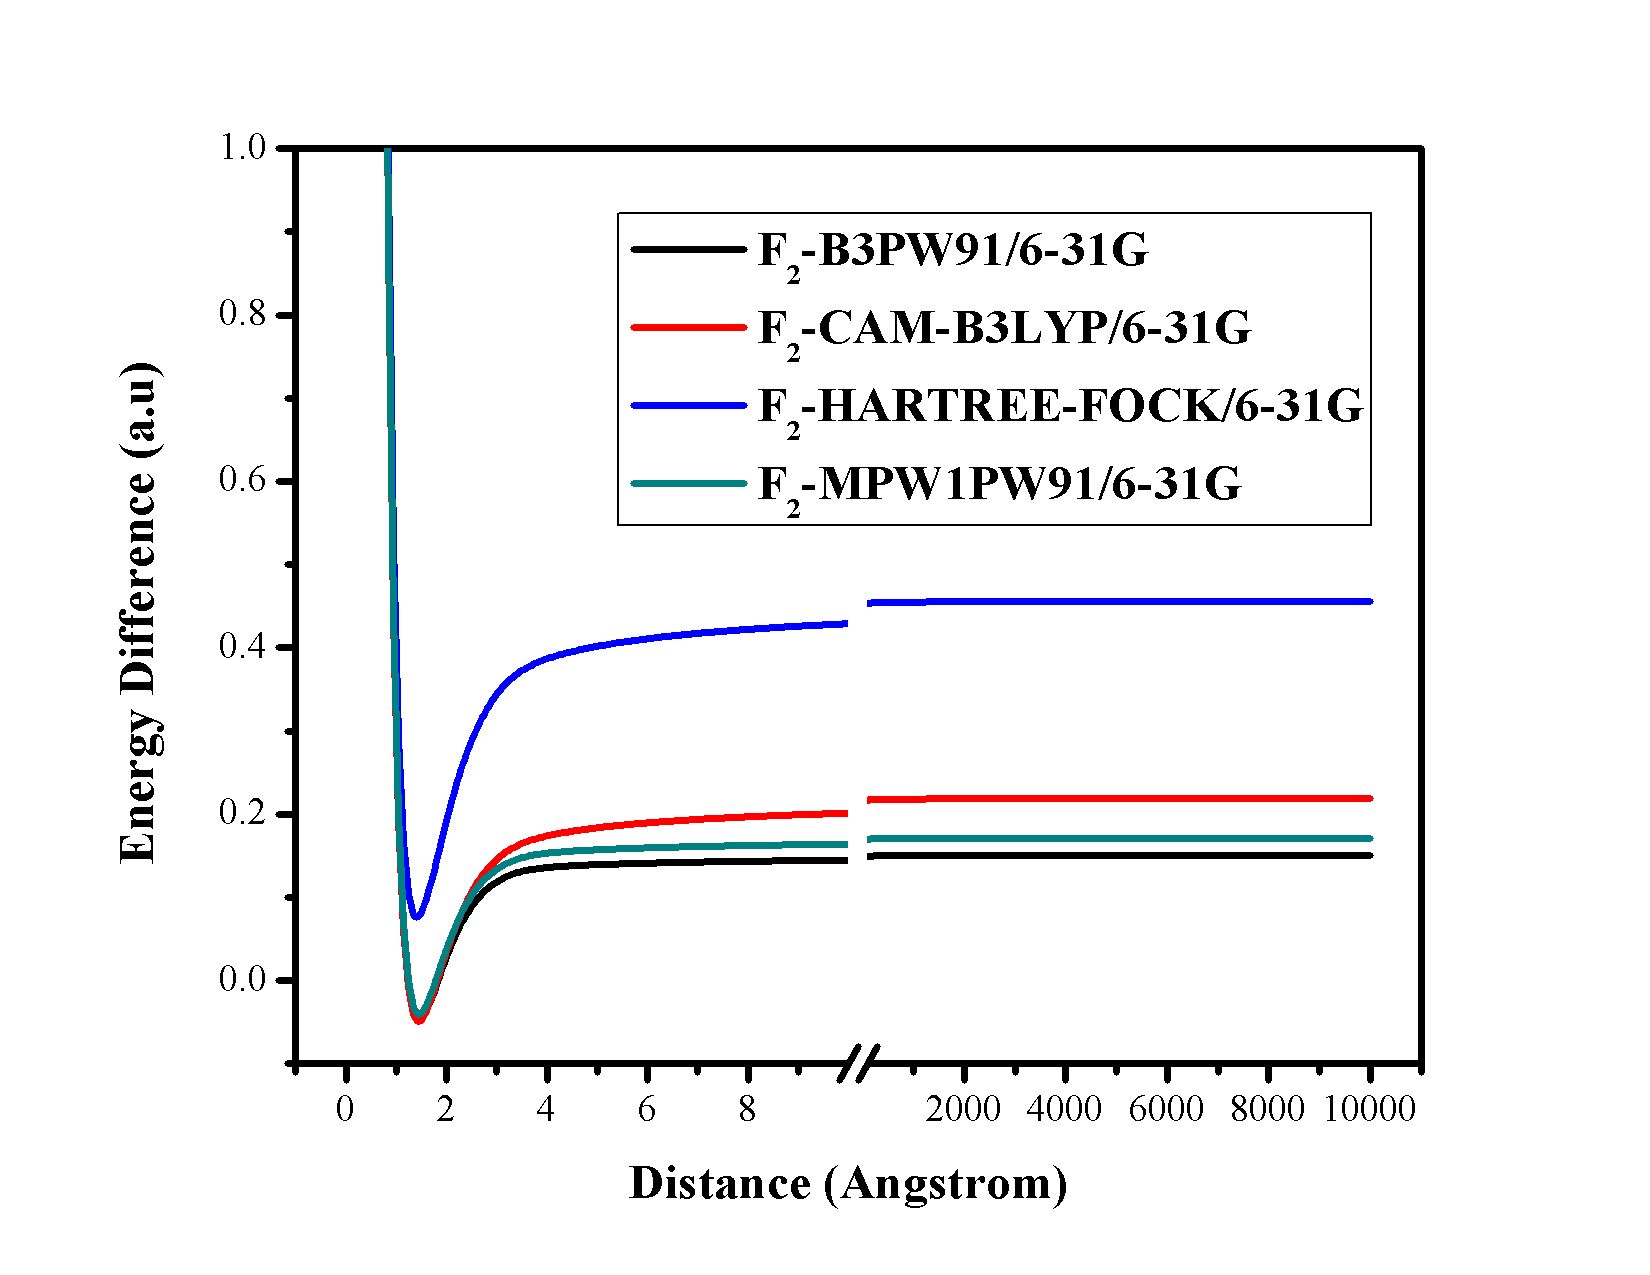 1.0
0.8
0.6
0.4
0.2
0.0
Energy Difference (a.u)
F₂-B3PW91/6-31G
F₂-CAM-B3LYP/6-31G
F₂-HARTREE-FOCK/6-31G
F₂-MPW1PW91/6-31G
0 2 4 6 8 2000 4000 6000 8000 10000
Distance (Angstrom)